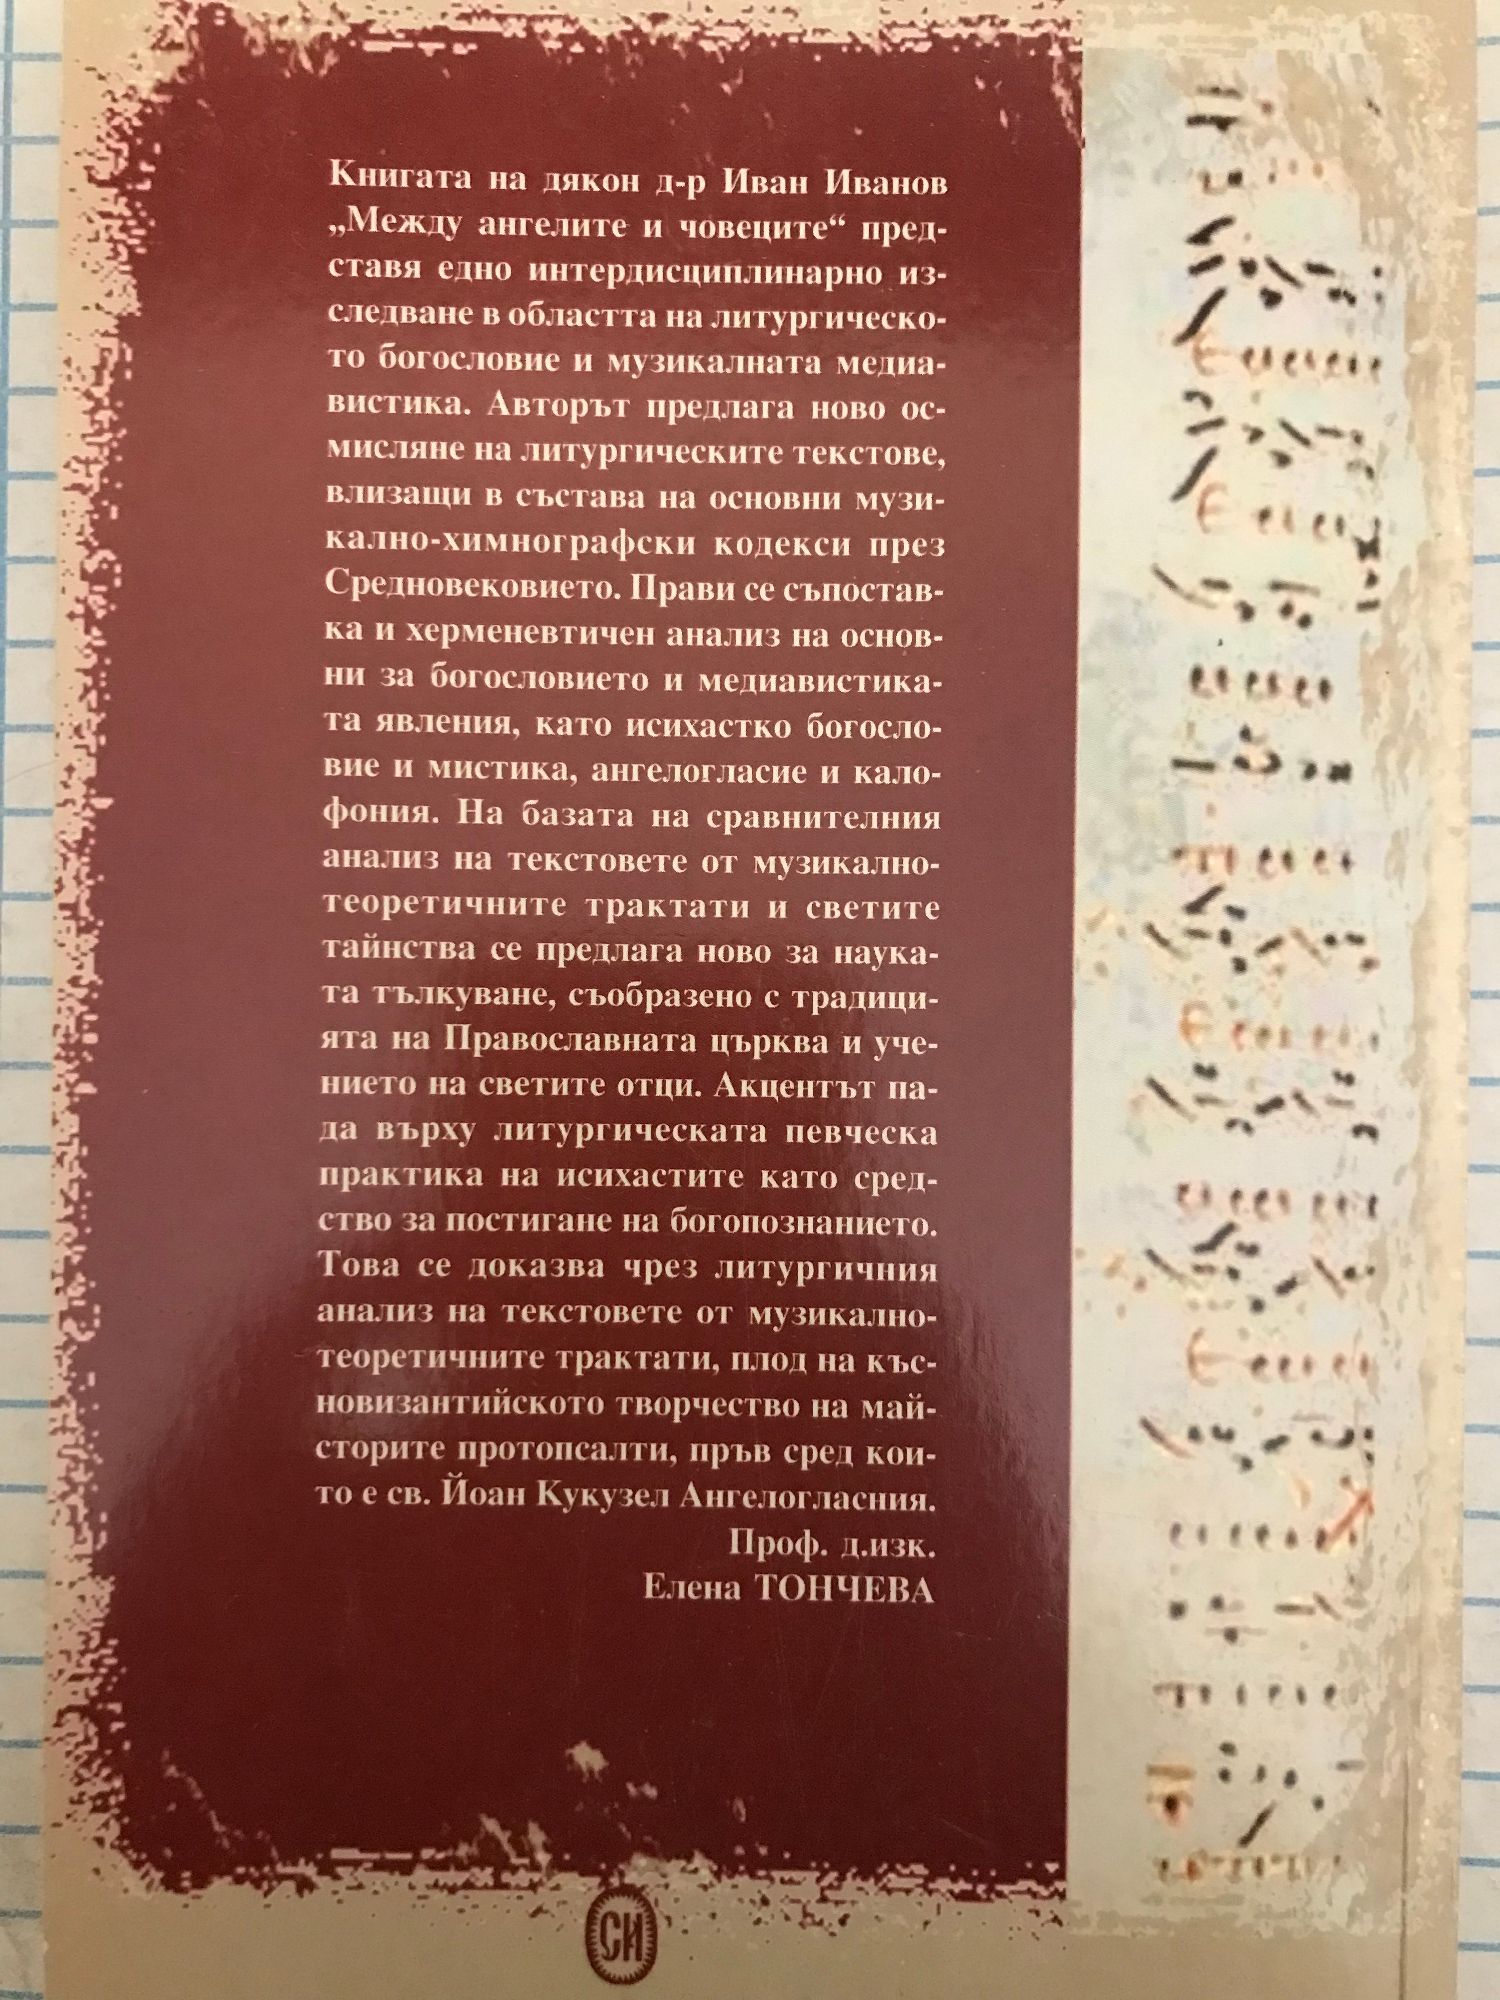 Книгата на дякон д-р Иван Иванов
„Между ангелите и човеците“ пред-
ставя едно интердисциплинарно из-
следване в областта на литургическо-
то богословие и музикалната медиа-
вистика. Авторът предлага ново ос-
мисляне на литургическите текстове,
влизащи в състава на основни музи-
кално-химнографски кодекси през
Средновековието. Прави се съпостав-
ка и херменевтичен анализ на основ-
ни за богословието и медиавистика-
та явления, като исихастко богосло-
вие и мистика, ангелогласие и кало-
фония. На базата на сравнителния
анализ на текстовете от музикално-
теоретичните трактати и светите
тайнства се предлага ново за наука-
та тълкуване, съобразено с традици-
ята на Православната църква и уче-
нието на светите отци. Акцентът па-
да върху литургическата певческа
практика на исихастите като сред-
ство за постигане на богопознанието.
Това се доказва чрез литургичния
анализ на текстовете от музикално-
теоретичните трактати, плод на къс-
новизантийското творчество на май-
сторите протопсалти, пръв сред кои-
то е св. Йоан Кукузел Ангелогласния.
Проф. д.изк.
Елена ТОНЧЕВА
СИ